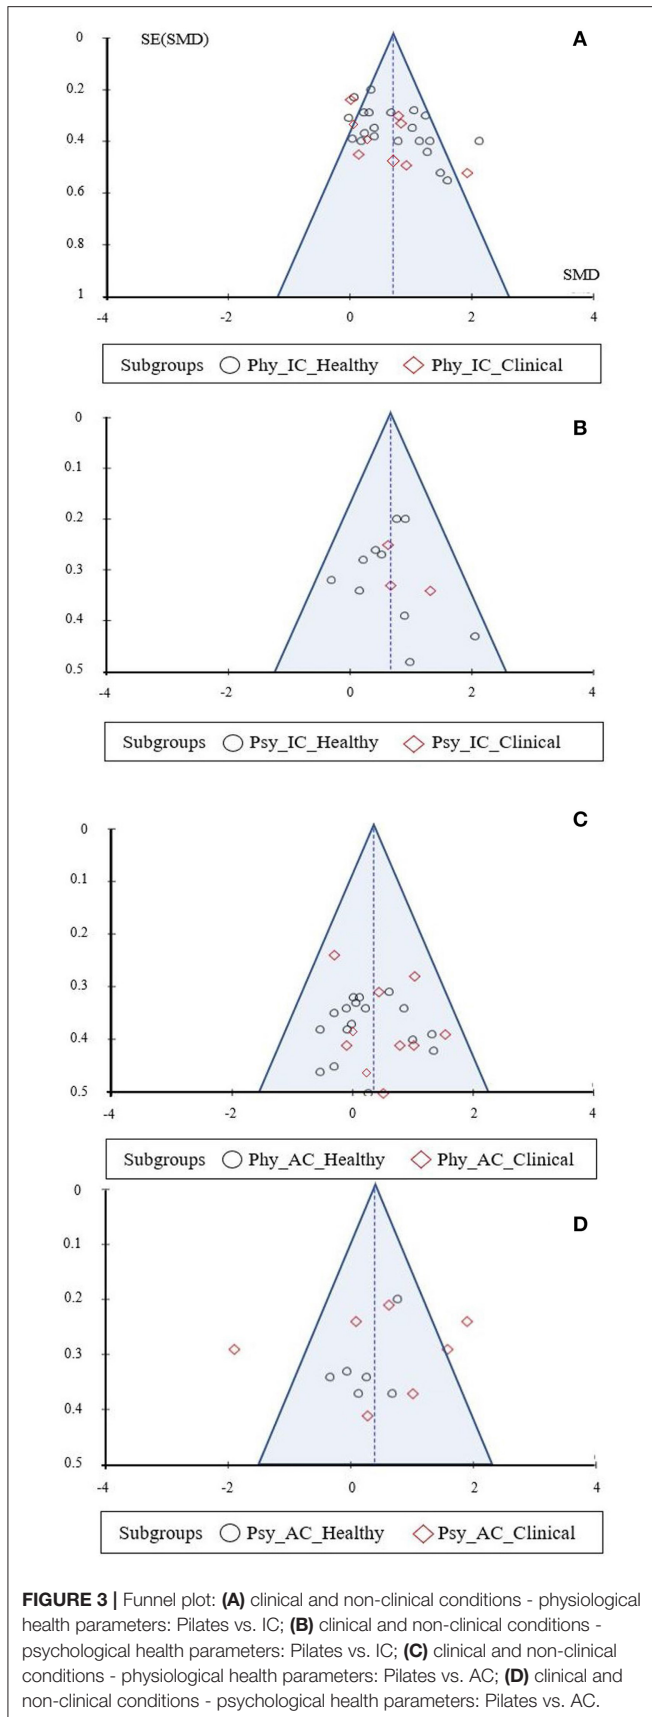 SE(SMD)
A
0
0.2
0.4
0.6
0.8
1
SMD
-4 -2 0 2 4
Subgroups Phy_IC_Healthy Phy_IC_Clinical
B
0
0.1
0.2
0.3
0.4
0.5
-4 -2 0 2 4
Subgroups Psy_IC_Healthy Psy_IC_Clinical
C
0
0.1
0.2
0.3
0.4
0.5
-4 -2 0 2 4
Subgroups Phy_AC_Healthy Phy_AC_Clinical
D
0
0.1
0.2
0.3
0.4
0.5
-4 -2 0 2 4
Subgroups Psy_AC_Healthy Psy_AC_Clinical
FIGURE 3 | Funnel plot: (A) clinical and non-clinical conditions - physiological
health parameters: Pilates vs. IC; (B) clinical and non-clinical conditions -
psychological health parameters: Pilates vs. IC; (C) clinical and non-clinical
conditions - physiological health parameters: Pilates vs. AC; (D) clinical and
non-clinical conditions - psychological health parameters: Pilates vs. AC.